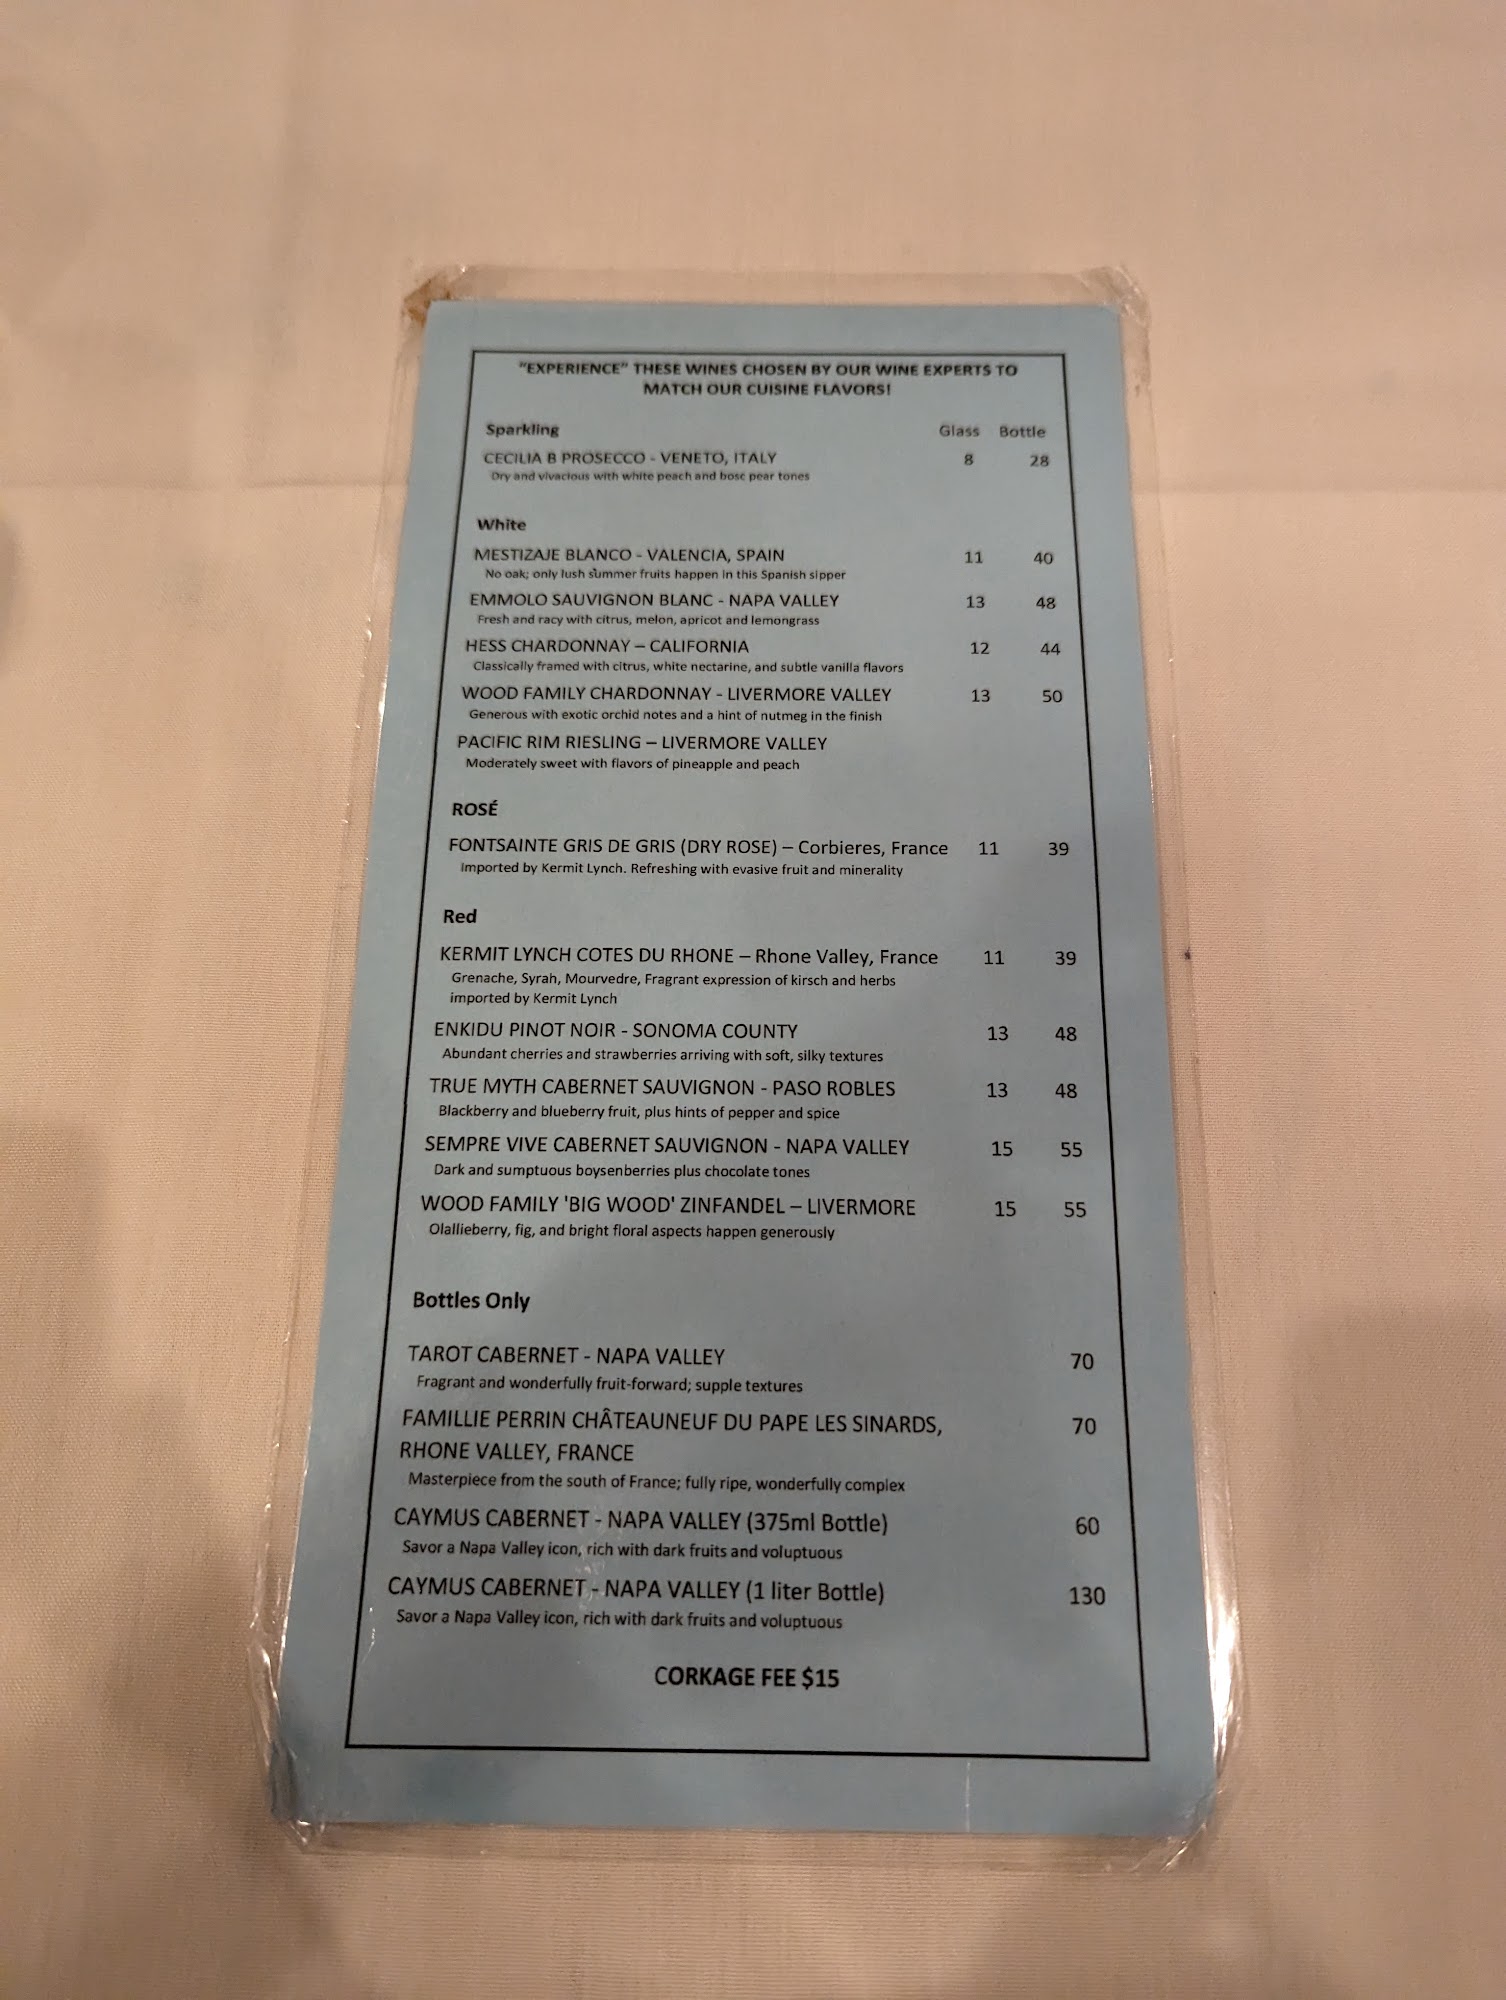 "EXPERIENCE" THESE WINES CHOSEN BY OUR WINE EXPERTS TO
MATCH OUR CUISINE FLAVORS!
Sparkling Glass Bottle
CECILIA B PROSECCO - VENETO, ITALY 8 28
Dry and vivacious with white peach and bosc pear tones
White
MESTIZAJE BLANCO - VALENCIA, SPAIN 11 40
No oak; only lush summer fruits happen in this Spanish sipper
EMMOLO SAUVIGNON BLANC - NAPA VALLEY 13 48
Fresh and racy with citrus, melon, apricot and lemongrass
HESS CHARDONNAY – CALIFORNIA 12 44
Classically framed with citrus, white nectarine, and subtle vanilla flavors
WOOD FAMILY CHARDONNAY - LIVERMORE VALLEY 13 50
Generous with exotic orchid notes and a hint of nutmeg in the finish
PACIFIC RIM RIESLING – LIVERMORE VALLEY
Moderately sweet with flavors of pineapple and peach
ROSÉ
FONTSAINTE GRIS DE GRIS (DRY ROSE) – Corbieres, France 11 39
Imported by Kermit Lynch. Refreshing with evasive fruit and minerality
Red
KERMIT LYNCH COTES DU RHONE – Rhone Valley, France 11 39
Grenache, Syrah, Mourvedre, Fragrant expression of kirsch and herbs
imported by Kermit Lynch
ENKIDU PINOT NOIR - SONOMA COUNTY 13 48
Abundant cherries and strawberries arriving with soft, silky textures
TRUE MYTH CABERNET SAUVIGNON - PASO ROBLES 13 48
Blackberry and blueberry fruit, plus hints of pepper and spice
SEMPRE VIVE CABERNET SAUVIGNON - NAPA VALLEY 15 55
Dark and sumptuous boysenberries plus chocolate tones
WOOD FAMILY 'BIG WOOD' ZINFANDEL – LIVERMORE 15 55
Olallieberry, fig, and bright floral aspects happen generously
Bottles Only
TAROT CABERNET - NAPA VALLEY 70
Fragrant and wonderfully fruit-forward; supple textures
FAMILLIE PERRIN CHÂTEAUNEUF DU PAPE LES SINARDS, 70
RHONE VALLEY, FRANCE
Masterpiece from the south of France; fully ripe, wonderfully complex
CAYMUS CABERNET - NAPA VALLEY (375ml Bottle) 60
Savor a Napa Valley icon, rich with dark fruits and voluptuous
CAYMUS CABERNET - NAPA VALLEY (1 liter Bottle) 130
Savor a Napa Valley icon, rich with dark fruits and voluptuous
CORKAGE FEE $15